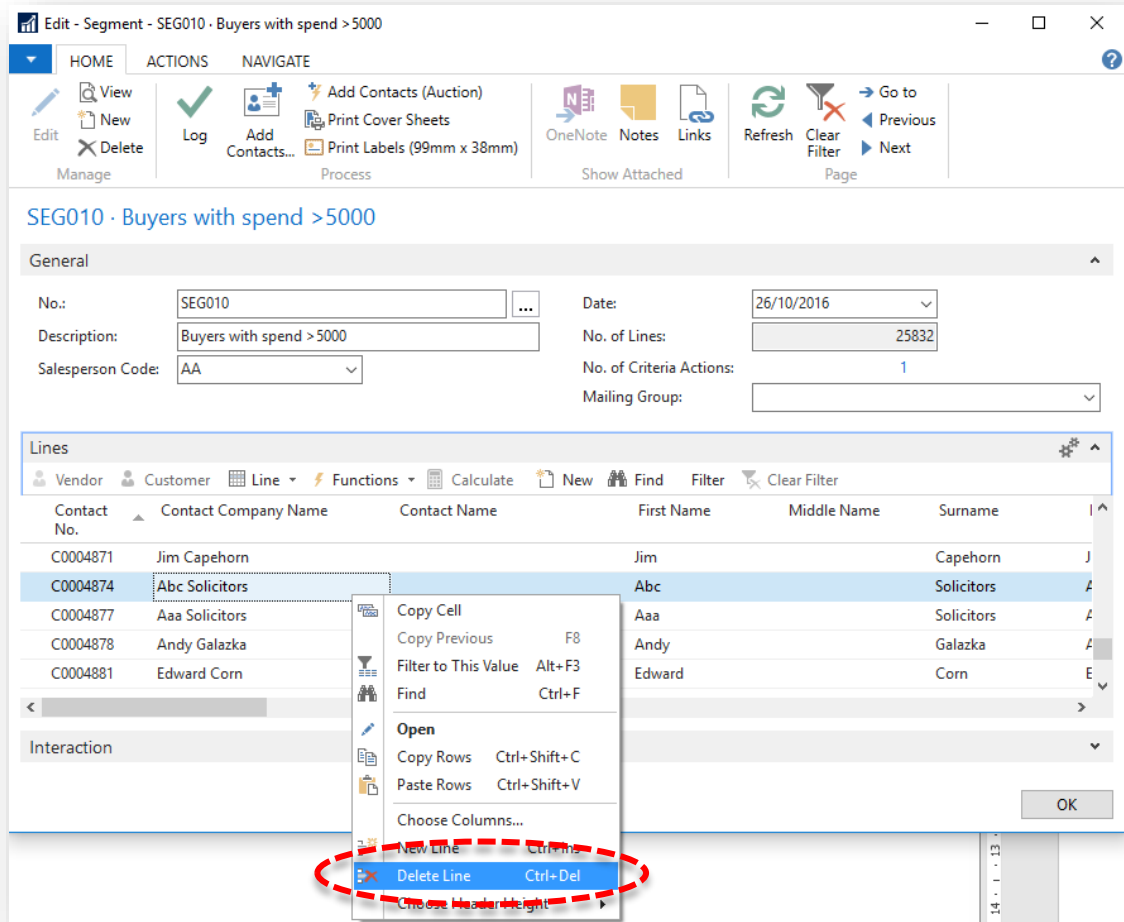 Edit - Segment - SEG010 · Buyers with spend >5000
HOME ACTIONS NAVIGATE
Edit
View
New
Delete
Manage
Log
Add Contacts...
Add Contacts (Auction)
Print Cover Sheets
Print Labels (99mm x 38mm)
Process
OneNote
Notes
Links
Show Attached
Refresh
Clear Filter
Go to
Previous
Next
Page
SEG010 · Buyers with spend >5000
General
No.: SEG010 ...
Description: Buyers with spend >5000
Salesperson Code: AA
Date: 26/10/2016
No. of Lines: 25832
No. of Criteria Actions: 1
Mailing Group:
Lines
Vendor Customer Line Functions Calculate New Find Filter Clear Filter
Contact No. Contact Company Name Contact Name First Name Middle Name Surname
C0004871 Jim Capehorn Jim Capehorn J
C0004874 Abc Solicitors Abc Solicitors A
C0004877 Aaa Solicitors Aaa Solicitors A
C0004878 Andy Galazka Andy Galazka A
C0004881 Edward Corn Edward Corn E
Interaction
Copy Cell
Copy Previous F8
Filter to This Value Alt+F3
Find Ctrl+F
Open
Copy Rows Ctrl+Shift+C
Paste Rows Ctrl+Shift+V
Choose Columns...
New Line Ctrl+Ins
Delete Line Ctrl+Del
Choose Header Height
OK
13
14